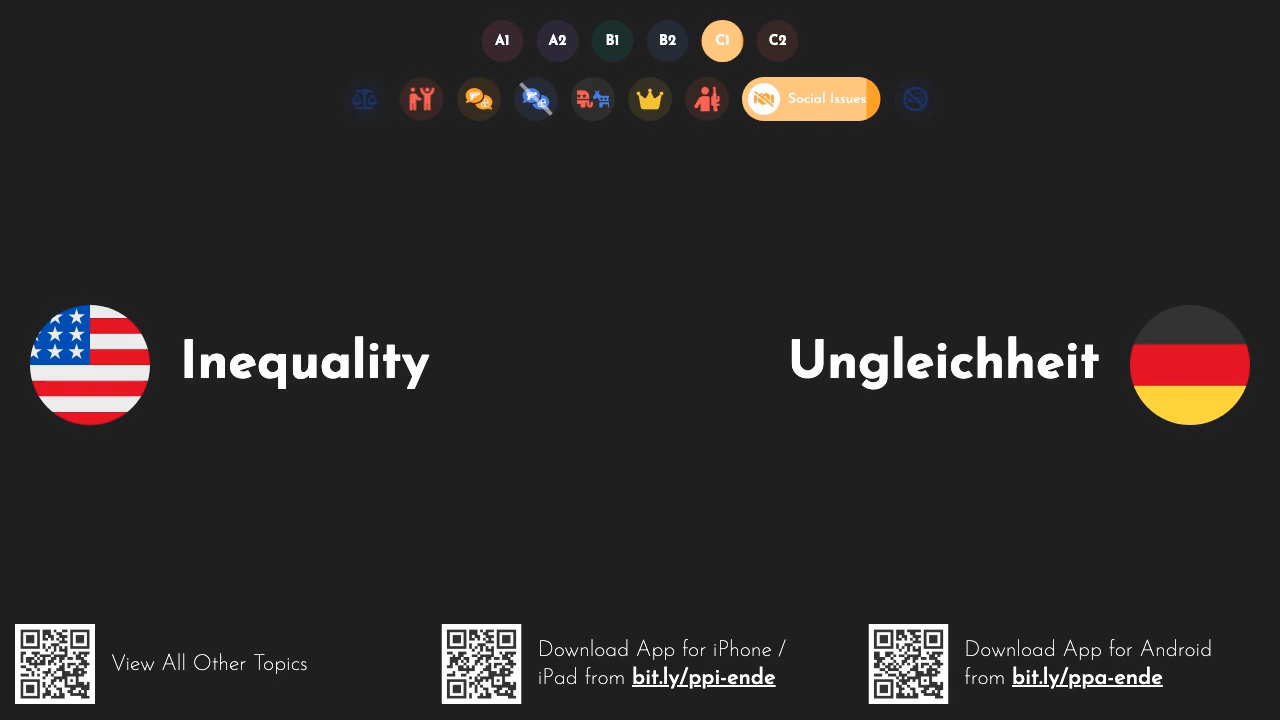 A1 A2 B1 B2 C1 C2
Social Issues
Inequality
Ungleichheit
View All Other Topics
Download App for iPhone /
iPad from bit.ly/ppi-ende
Download App for Android
from bit.ly/ppa-ende